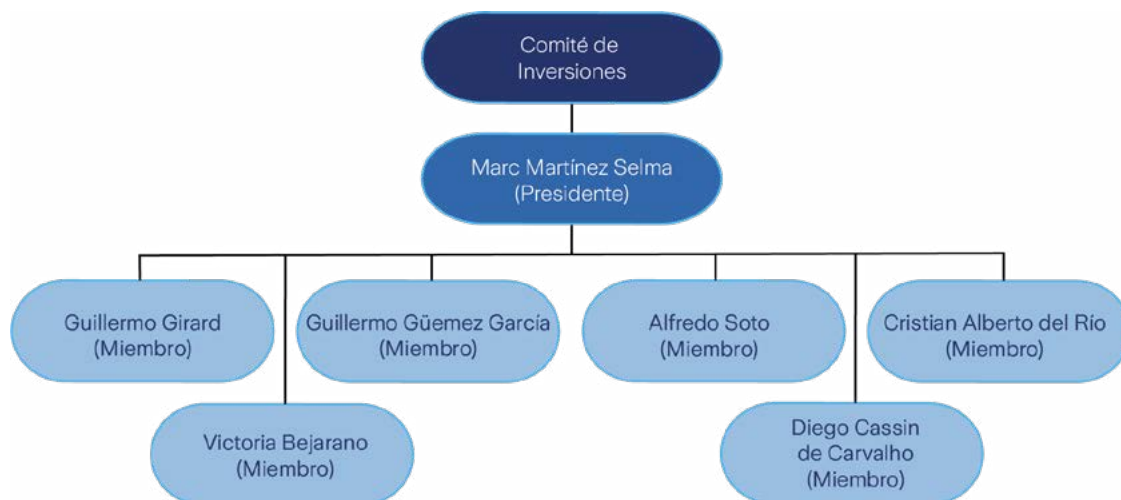 Comité de
Inversiones
Marc Martínez Selma
(Presidente)
Guillermo Girard
(Miembro)
Guillermo Güemez García
(Miembro)
Alfredo Soto
(Miembro)
Cristian Alberto del Río
(Miembro)
Victoria Bejarano
(Miembro)
Diego Cassin
de Carvalho
(Miembro)